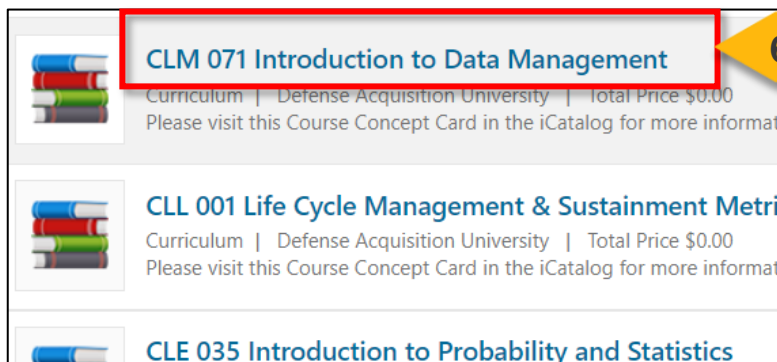 CLM 071 Introduction to Data Management
6
Curriculum | Defense Acquisition University | Total Price $0.00
Please visit this Course Concept Card in the iCatalog for more informat
CLL 001 Life Cycle Management & Sustainment Metri
Curriculum | Defense Acquisition University | Total Price $0.00
Please visit this Course Concept Card in the iCatalog for more informat
CLE 035 Introduction to Probability and Statistics